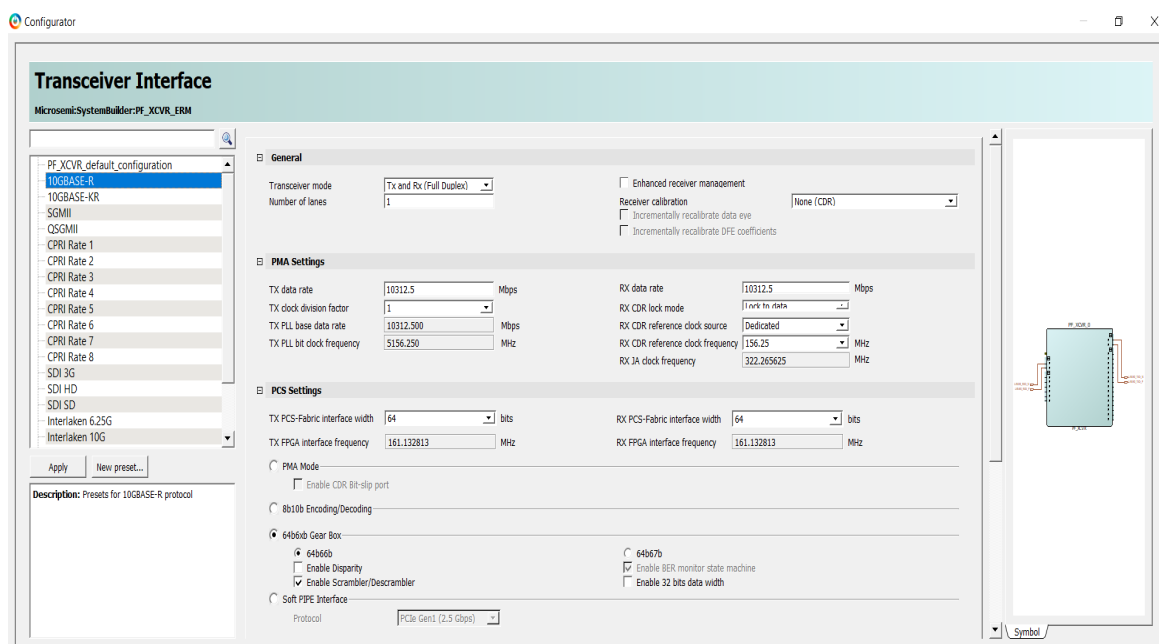 Configurator
Transceiver Interface
Microsemi:SystemBuilder:PF_XCVR_ERM
PF_XCVR_default_configuration
10GBASE-R
10GBASE-KR
SGMII
QSGMII
CPRI Rate 1
CPRI Rate 2
CPRI Rate 3
CPRI Rate 4
CPRI Rate 5
CPRI Rate 6
CPRI Rate 7
CPRI Rate 8
SDI 3G
SDI HD
SDI SD
Interlaken 6.25G
Interlaken 10G
Apply New preset...
Description: Presets for 10GBASE-R protocol
General
Transceiver mode Tx and Rx (Full Duplex) Enhanced receiver management
Number of lanes 1 Receiver calibration None (CDR)
Incrementally recalibrate data eye
Incrementally recalibrate DFE coefficients
PMA Settings
TX data rate 10312.5 Mbps RX data rate 10312.5 Mbps
TX clock division factor 1 RX CDR lock mode Lock to data
TX PLL base data rate 10312.500 Mbps RX CDR reference clock source Dedicated
TX PLL bit clock frequency 5156.250 MHz RX CDR reference clock frequency 156.25 MHz
RX JA clock frequency 322.265625 MHz
PCS Settings
TX PCS-Fabric interface width 64 bits RX PCS-Fabric interface width 64 bits
TX FPGA interface frequency 161.132813 MHz RX FPGA interface frequency 161.132813 MHz
PMA Mode
Enable CDR Bit-slip port
8b10b Encoding/Decoding
64b6xb Gear Box
64b66b 64b67b
Enable Disparity Enable BER monitor state machine
Enable Scrambler/Descrambler Enable 32 bits data width
Soft PIPE Interface
Protocol PCIe Gen1 (2.5 Gbps)
PF_XCVR_0
Symbol